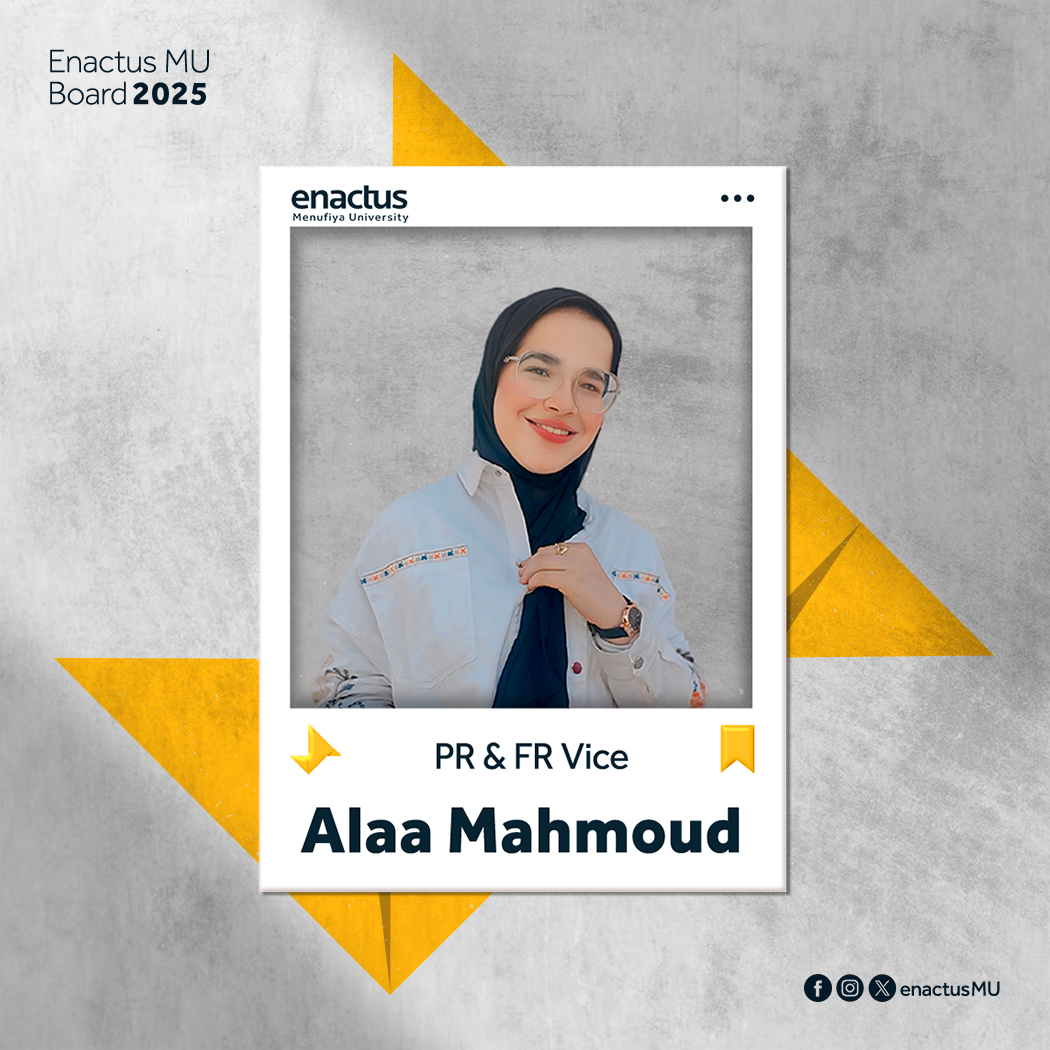 Enactus MU
Board 2025
enactus
Menufiya University
PR & FR Vice
Alaa Mahmoud
enactusMU